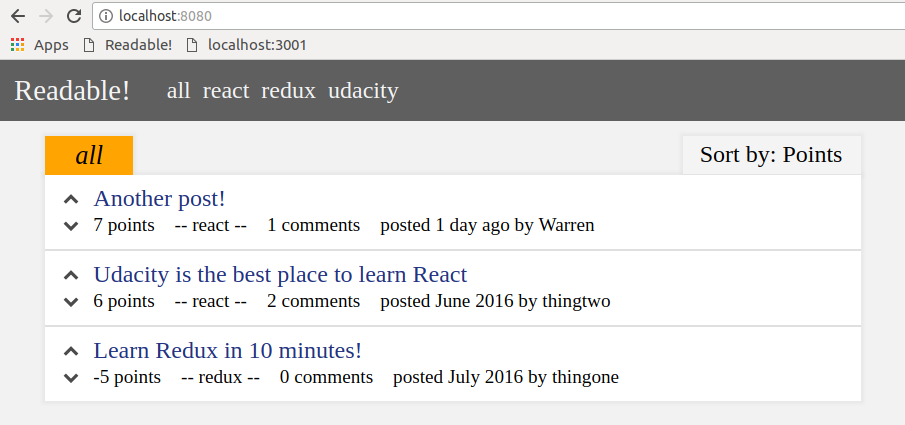 localhost:8080
Apps Readable! localhost:3001
Readable! all react redux udacity
all Sort by: Points
Another post!
7 points -- react -- 1 comments posted 1 day ago by Warren
Udacity is the best place to learn React
6 points -- react -- 2 comments posted June 2016 by thingtwo
Learn Redux in 10 minutes!
-5 points -- redux -- 0 comments posted July 2016 by thingone